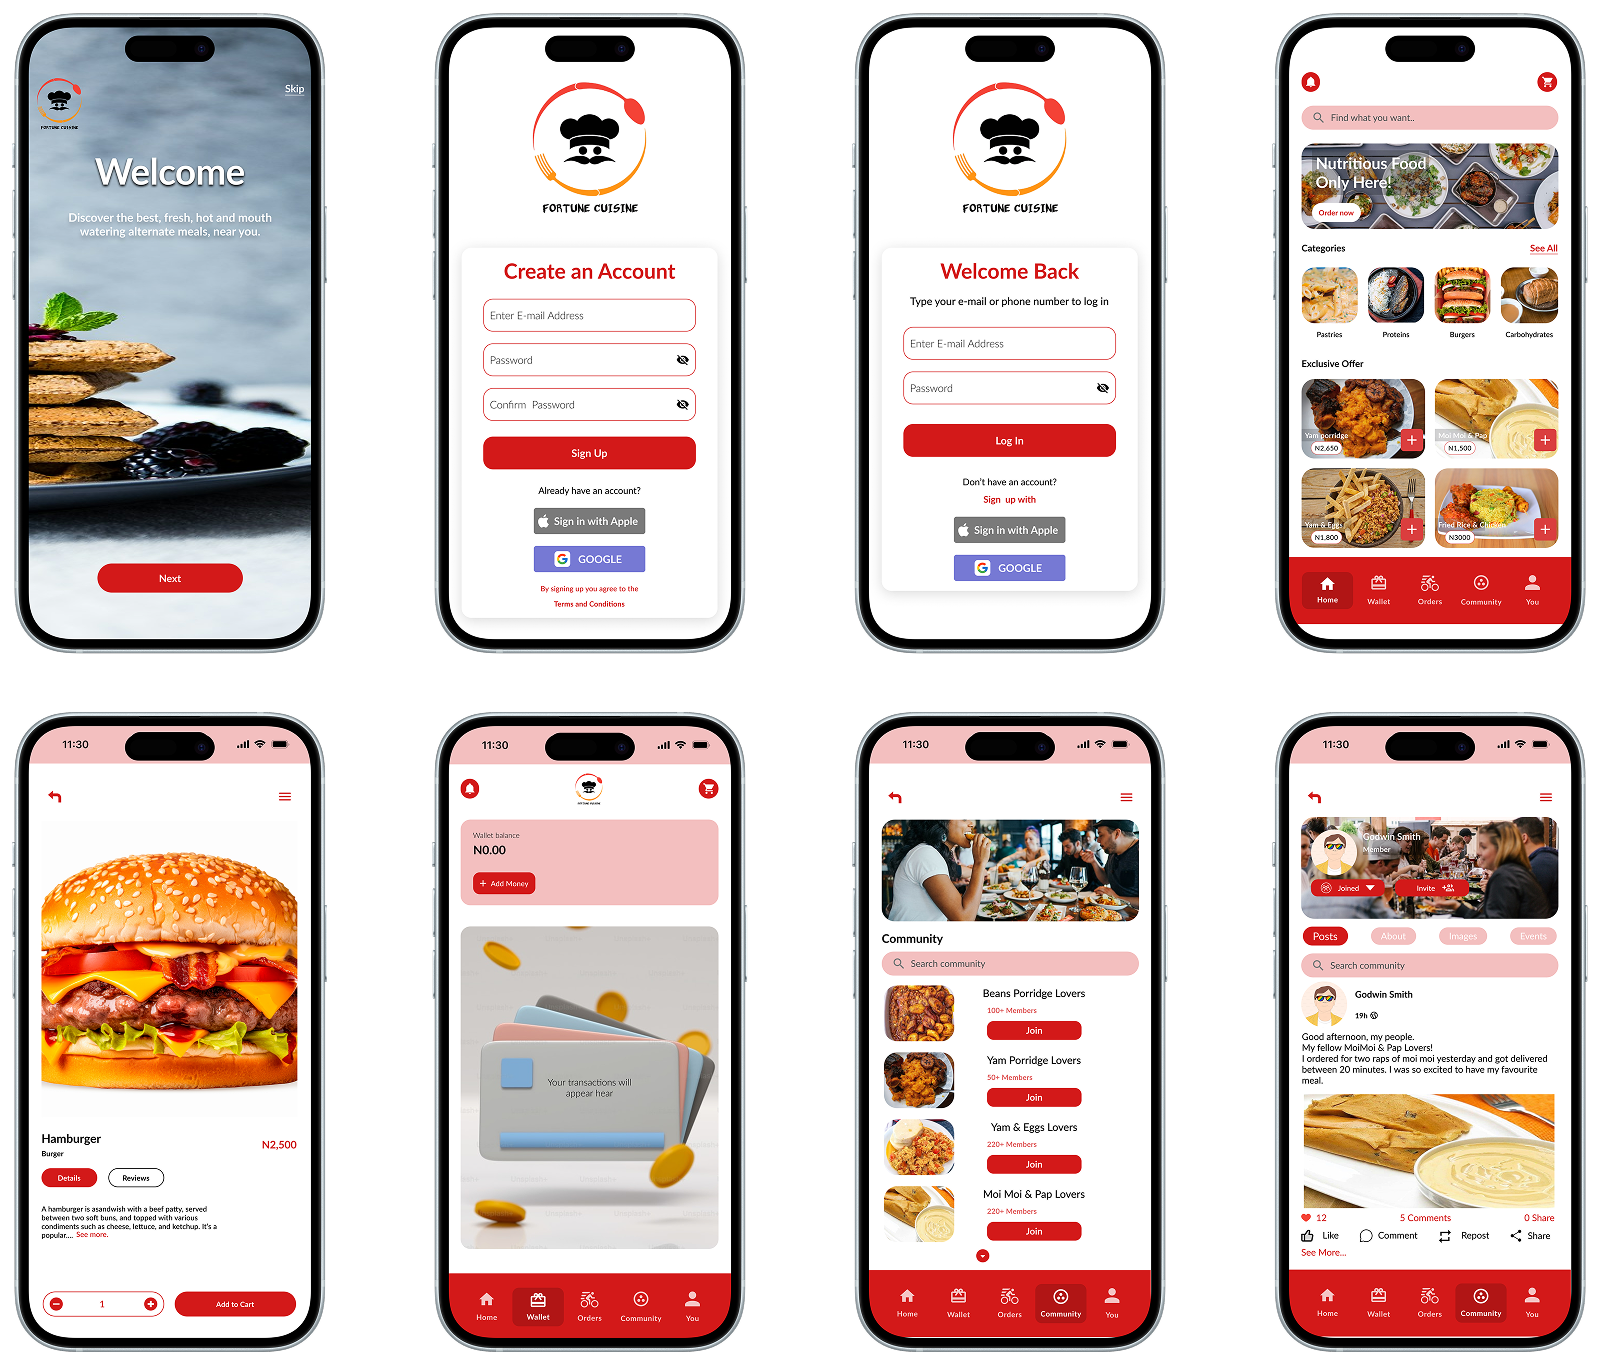 FORTUNE CUISINE
Skip
Welcome
Discover the best, fresh, hot and mouth
watering alternate meals, near you.
Next
FORTUNE CUISINE
Create an Account
Enter E-mail Address
Password
Confirm Password
Sign Up
Already have an account?
Sign in with Apple
GOOGLE
By signing up you agree to the
Terms and Conditions
FORTUNE CUISINE
Welcome Back
Type your e-mail or phone number to log in
Enter E-mail Address
Password
Log In
Don't have an account?
Sign up with
Sign in with Apple
GOOGLE
Find what you want..
Nutritious Food
Only Here!
Order now
Categories
See All
Pastries
Proteins
Burgers
Carbohydrates
Exclusive Offer
Yam porridge
N2,650
Moi Moi & Pap
N1,500
Yam & Eggs
N1,800
Fried Rice & Chicken
N3000
Home
Wallet
Orders
Community
You
11:30
Hamburger
Burger
N2,500
Details
Reviews
A hamburger is asandwish with a beef patty, served
between two soft buns, and topped with various
condiments such as cheese, lettuce, and ketchup. It's a
popular.... See more.
1
Add to Cart
11:30
FORTUNE CUISINE
Wallet balance
N0.00
+ Add Money
Your transactions will
appear hear
Home
Wallet
Orders
Community
You
11:30
Community
Search community
Beans Porridge Lovers
100+ Members
Join
Yam Porridge Lovers
50+ Members
Join
Yam & Eggs Lovers
220+ Members
Join
Moi Moi & Pap Lovers
220+ Members
Join
Home
Wallet
Orders
Community
You
11:30
Godwin Smith
Member
Joined
Invite
Posts
About
Images
Events
Search community
Godwin Smith
19h
Good afternoon, my people.
My fellow MoiMoi & Pap Lovers!
I ordered for two raps of moi moi yesterday and got delivered
between 20 minutes. I was so excited to have my favourite
meal.
12
5 Comments
0 Share
Like
Comment
Repost
Share
See More...
Home
Wallet
Orders
Community
You